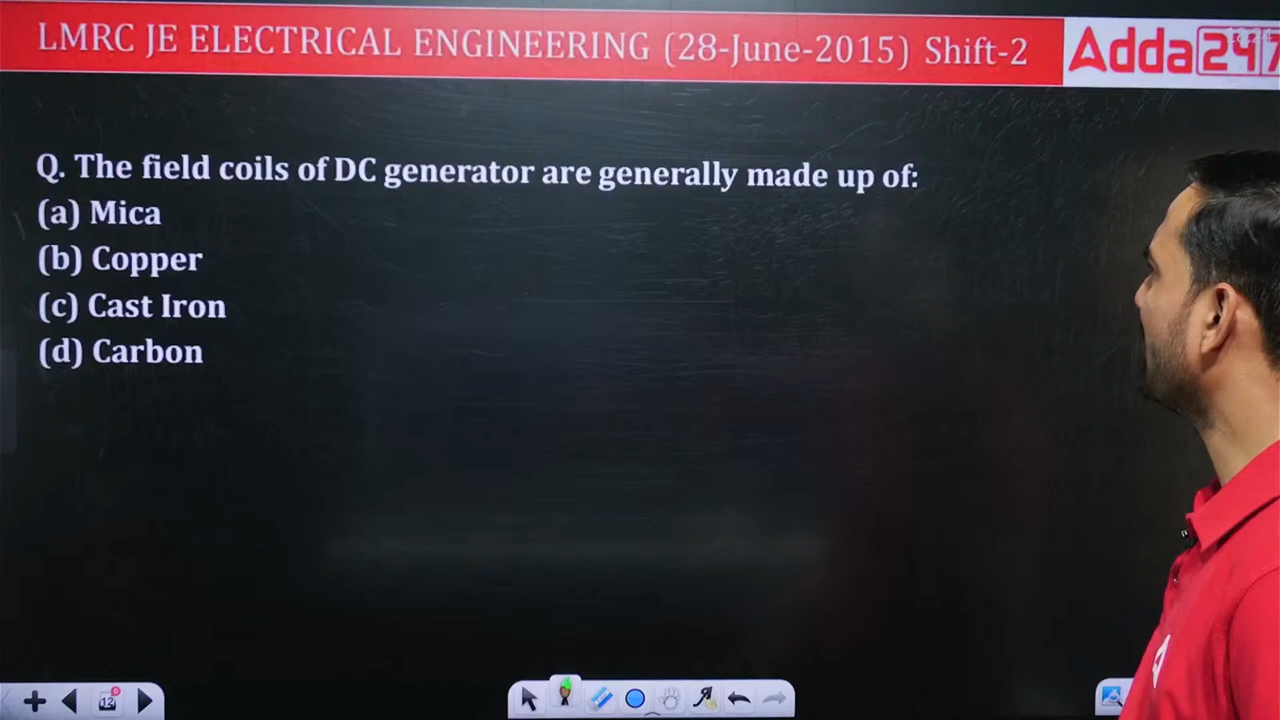 LMRC JE ELECTRICAL ENGINEERING (28-June-2015) Shift-2
Adda247
Q. The field coils of DC generator are generally made up of:
(a) Mica
(b) Copper
(c) Cast Iron
(d) Carbon
12